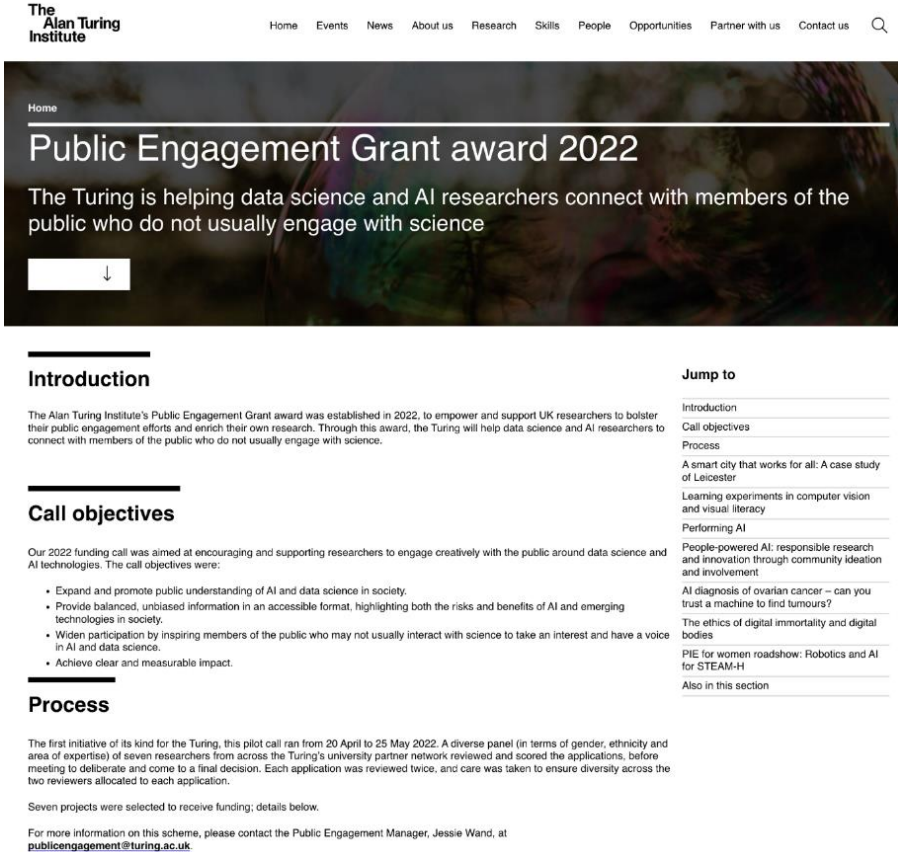 The
Alan Turing
Institute
Home Events News About us Research Skills People Opportunities Partner with us Contact us
Home
Public Engagement Grant award 2022
The Turing is helping data science and AI researchers connect with members of the
public who do not usually engage with science
Introduction
The Alan Turing Institute's Public Engagement Grant award was established in 2022, to empower and support UK researchers to bolster
their public engagement efforts and enrich their own research. Through this award, the Turing will help data science and AI researchers to
connect with members of the public who do not usually engage with science.
Call objectives
Our 2022 funding call was aimed at encouraging and supporting researchers to engage creatively with the public around data science and
AI technologies. The call objectives were:
• Expand and promote public understanding of AI and data science in society.
• Provide balanced, unbiased information in an accessible format, highlighting both the risks and benefits of AI and emerging
technologies in society.
• Widen participation by inspiring members of the public who may not usually interact with science to take an interest and have a voice
in AI and data science.
• Achieve clear and measurable impact.
Process
The first initiative of its kind for the Turing, this pilot call ran from 20 April to 25 May 2022. A diverse panel (in terms of gender, ethnicity and
area of expertise) of seven researchers from across the Turing's university partner network reviewed and scored the applications, before
meeting to deliberate and come to a final decision. Each application was reviewed twice, and care was taken to ensure diversity across the
two reviewers allocated to each application.
Seven projects were selected to receive funding; details below.
For more information on this scheme, please contact the Public Engagement Manager, Jessie Wand, at
publicengagement@turing.ac.uk.
Jump to
Introduction
Call objectives
Process
A smart city that works for all: A case study
of Leicester
Learning experiments in computer vision
and visual literacy
Performing AI
People-powered AI: responsible research
and innovation through community ideation
and involvement
AI diagnosis of ovarian cancer – can you
trust a machine to find tumours?
The ethics of digital immortality and digital
bodies
PIE for women roadshow: Robotics and AI
for STEAM-H
Also in this section